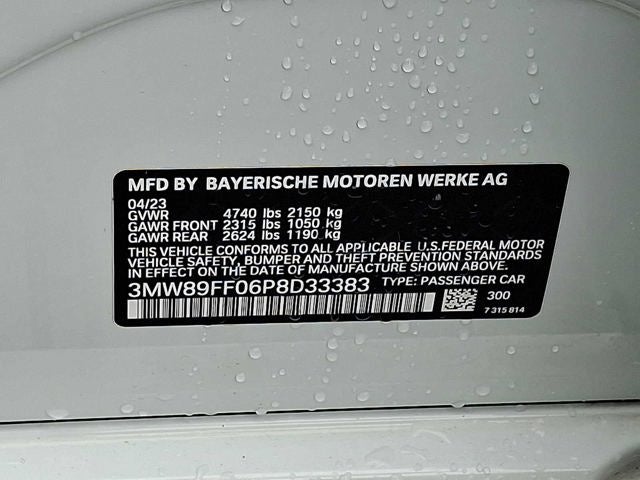 MFD BY BAYERISCHE MOTOREN WERKE AG
04/23
GVWR 4740 lbs 2150 kg
GAWR FRONT 2315 lbs 1050 kg
GAWR REAR 2624 lbs 1190 kg
THIS VEHICLE CONFORMS TO ALL APPLICABLE U.S.FEDERAL MOTOR
VEHICLE SAFETY, BUMPER AND THEFT PREVENTION STANDARDS
IN EFFECT ON THE DATE OF MANUFACTURE SHOWN ABOVE.
3MW89FF06P8D33383 TYPE: PASSENGER CAR
300
7 315 814